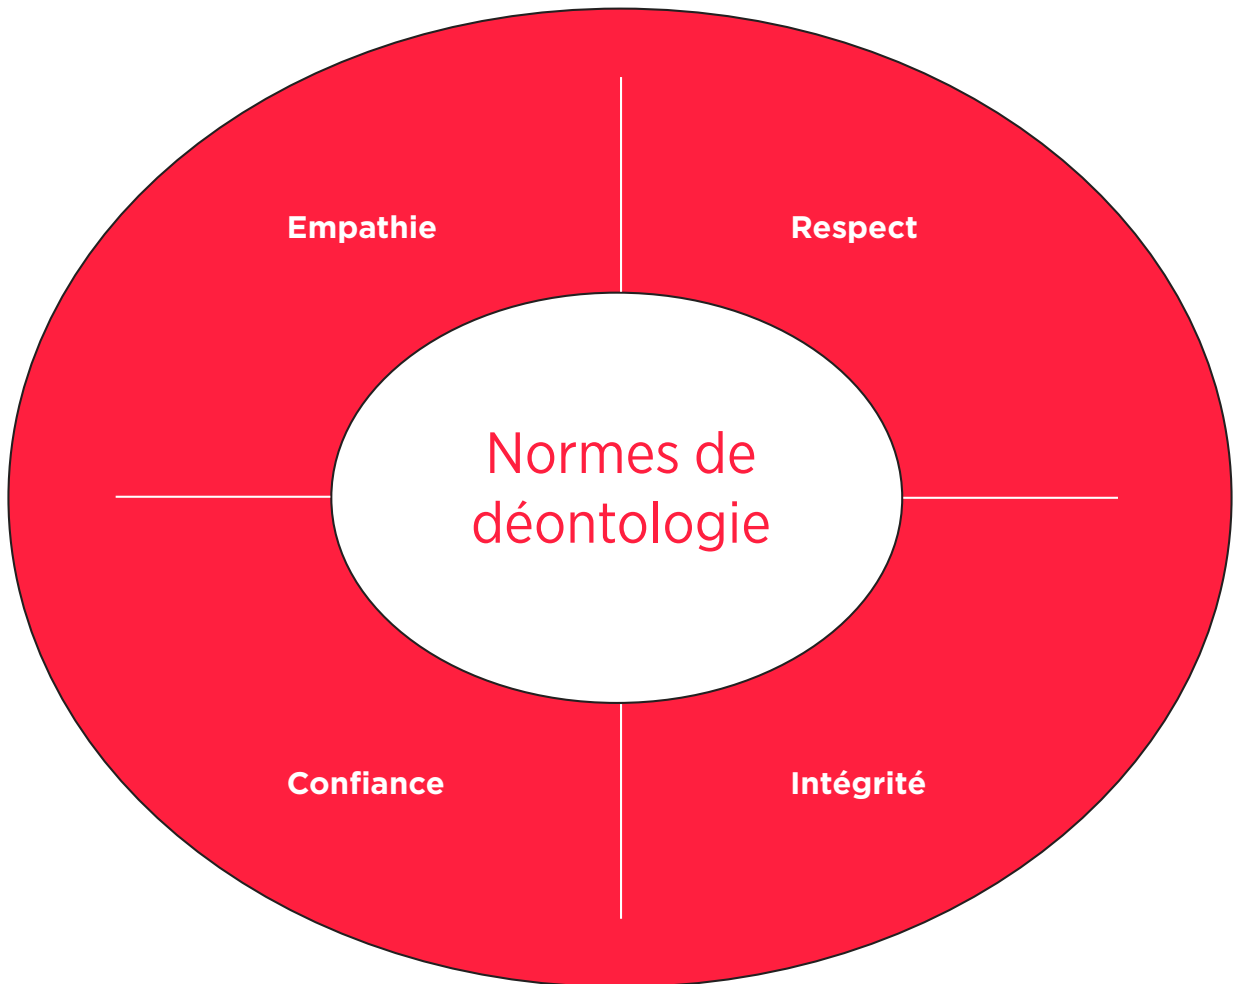 Empathie
Respect
Normes de
déontologie
Confiance
Intégrité